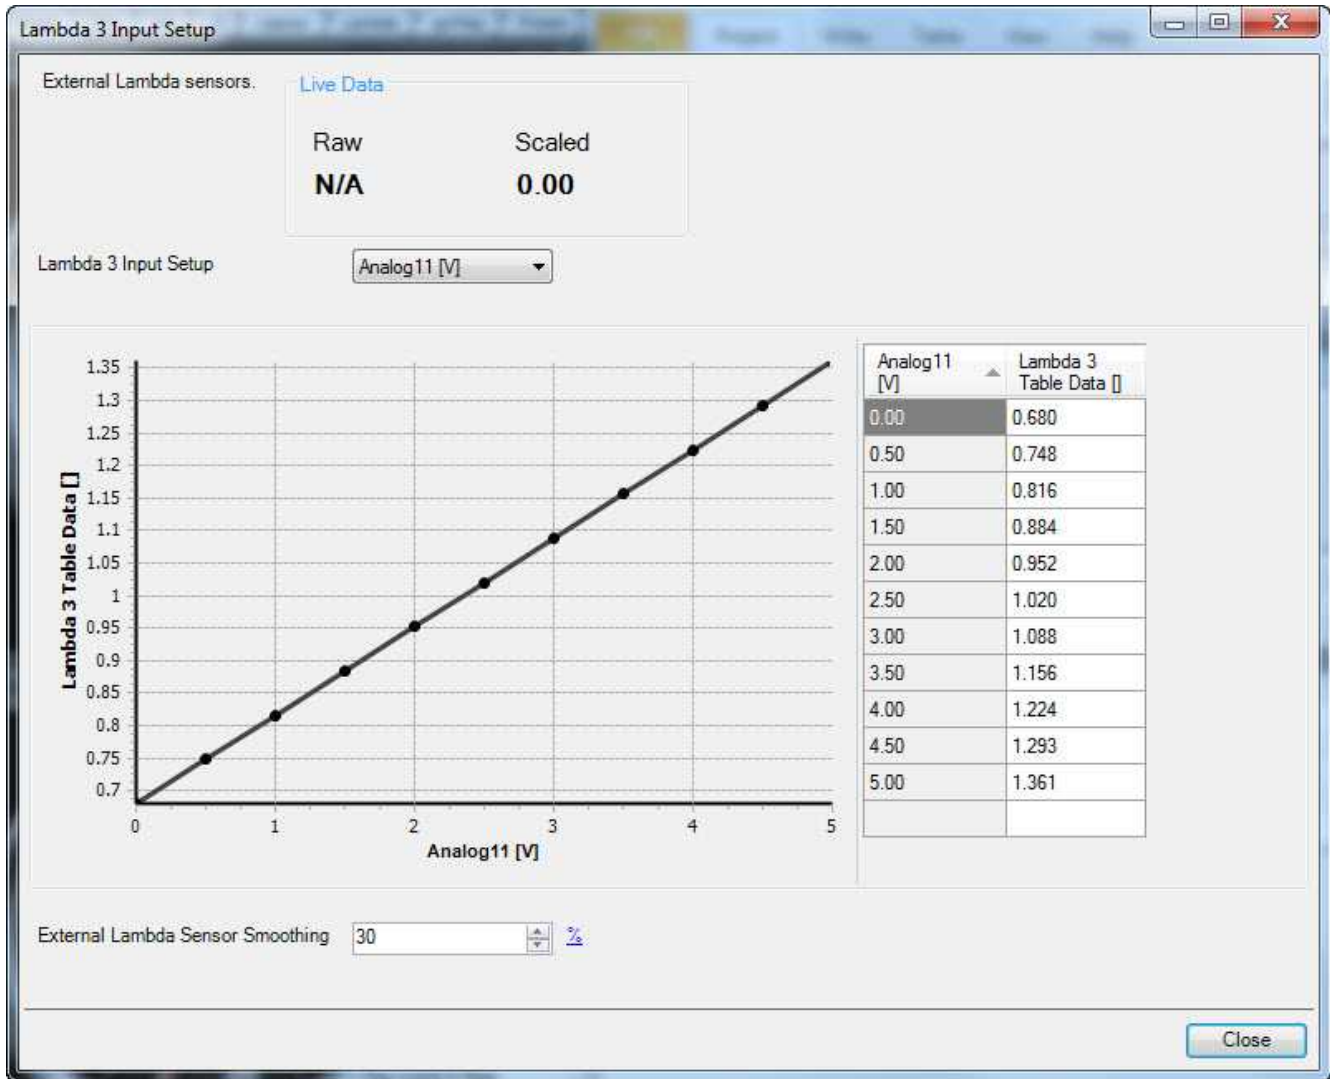 Lambda 3 Input Setup
External Lambda sensors.
Live Data
Raw Scaled
N/A 0.00
Lambda 3 Input Setup Analog11 [V]
Lambda 3 Table Data []
1.35
1.3
1.25
1.2
1.15
1.1
1.05
1
0.95
0.9
0.85
0.8
0.75
0.7
0 1 2 3 4 5
Analog11 [V]
Analog11 Lambda 3
[V] Table Data []
0.00 0.680
0.50 0.748
1.00 0.816
1.50 0.884
2.00 0.952
2.50 1.020
3.00 1.088
3.50 1.156
4.00 1.224
4.50 1.293
5.00 1.361
External Lambda Sensor Smoothing 30 %
Close